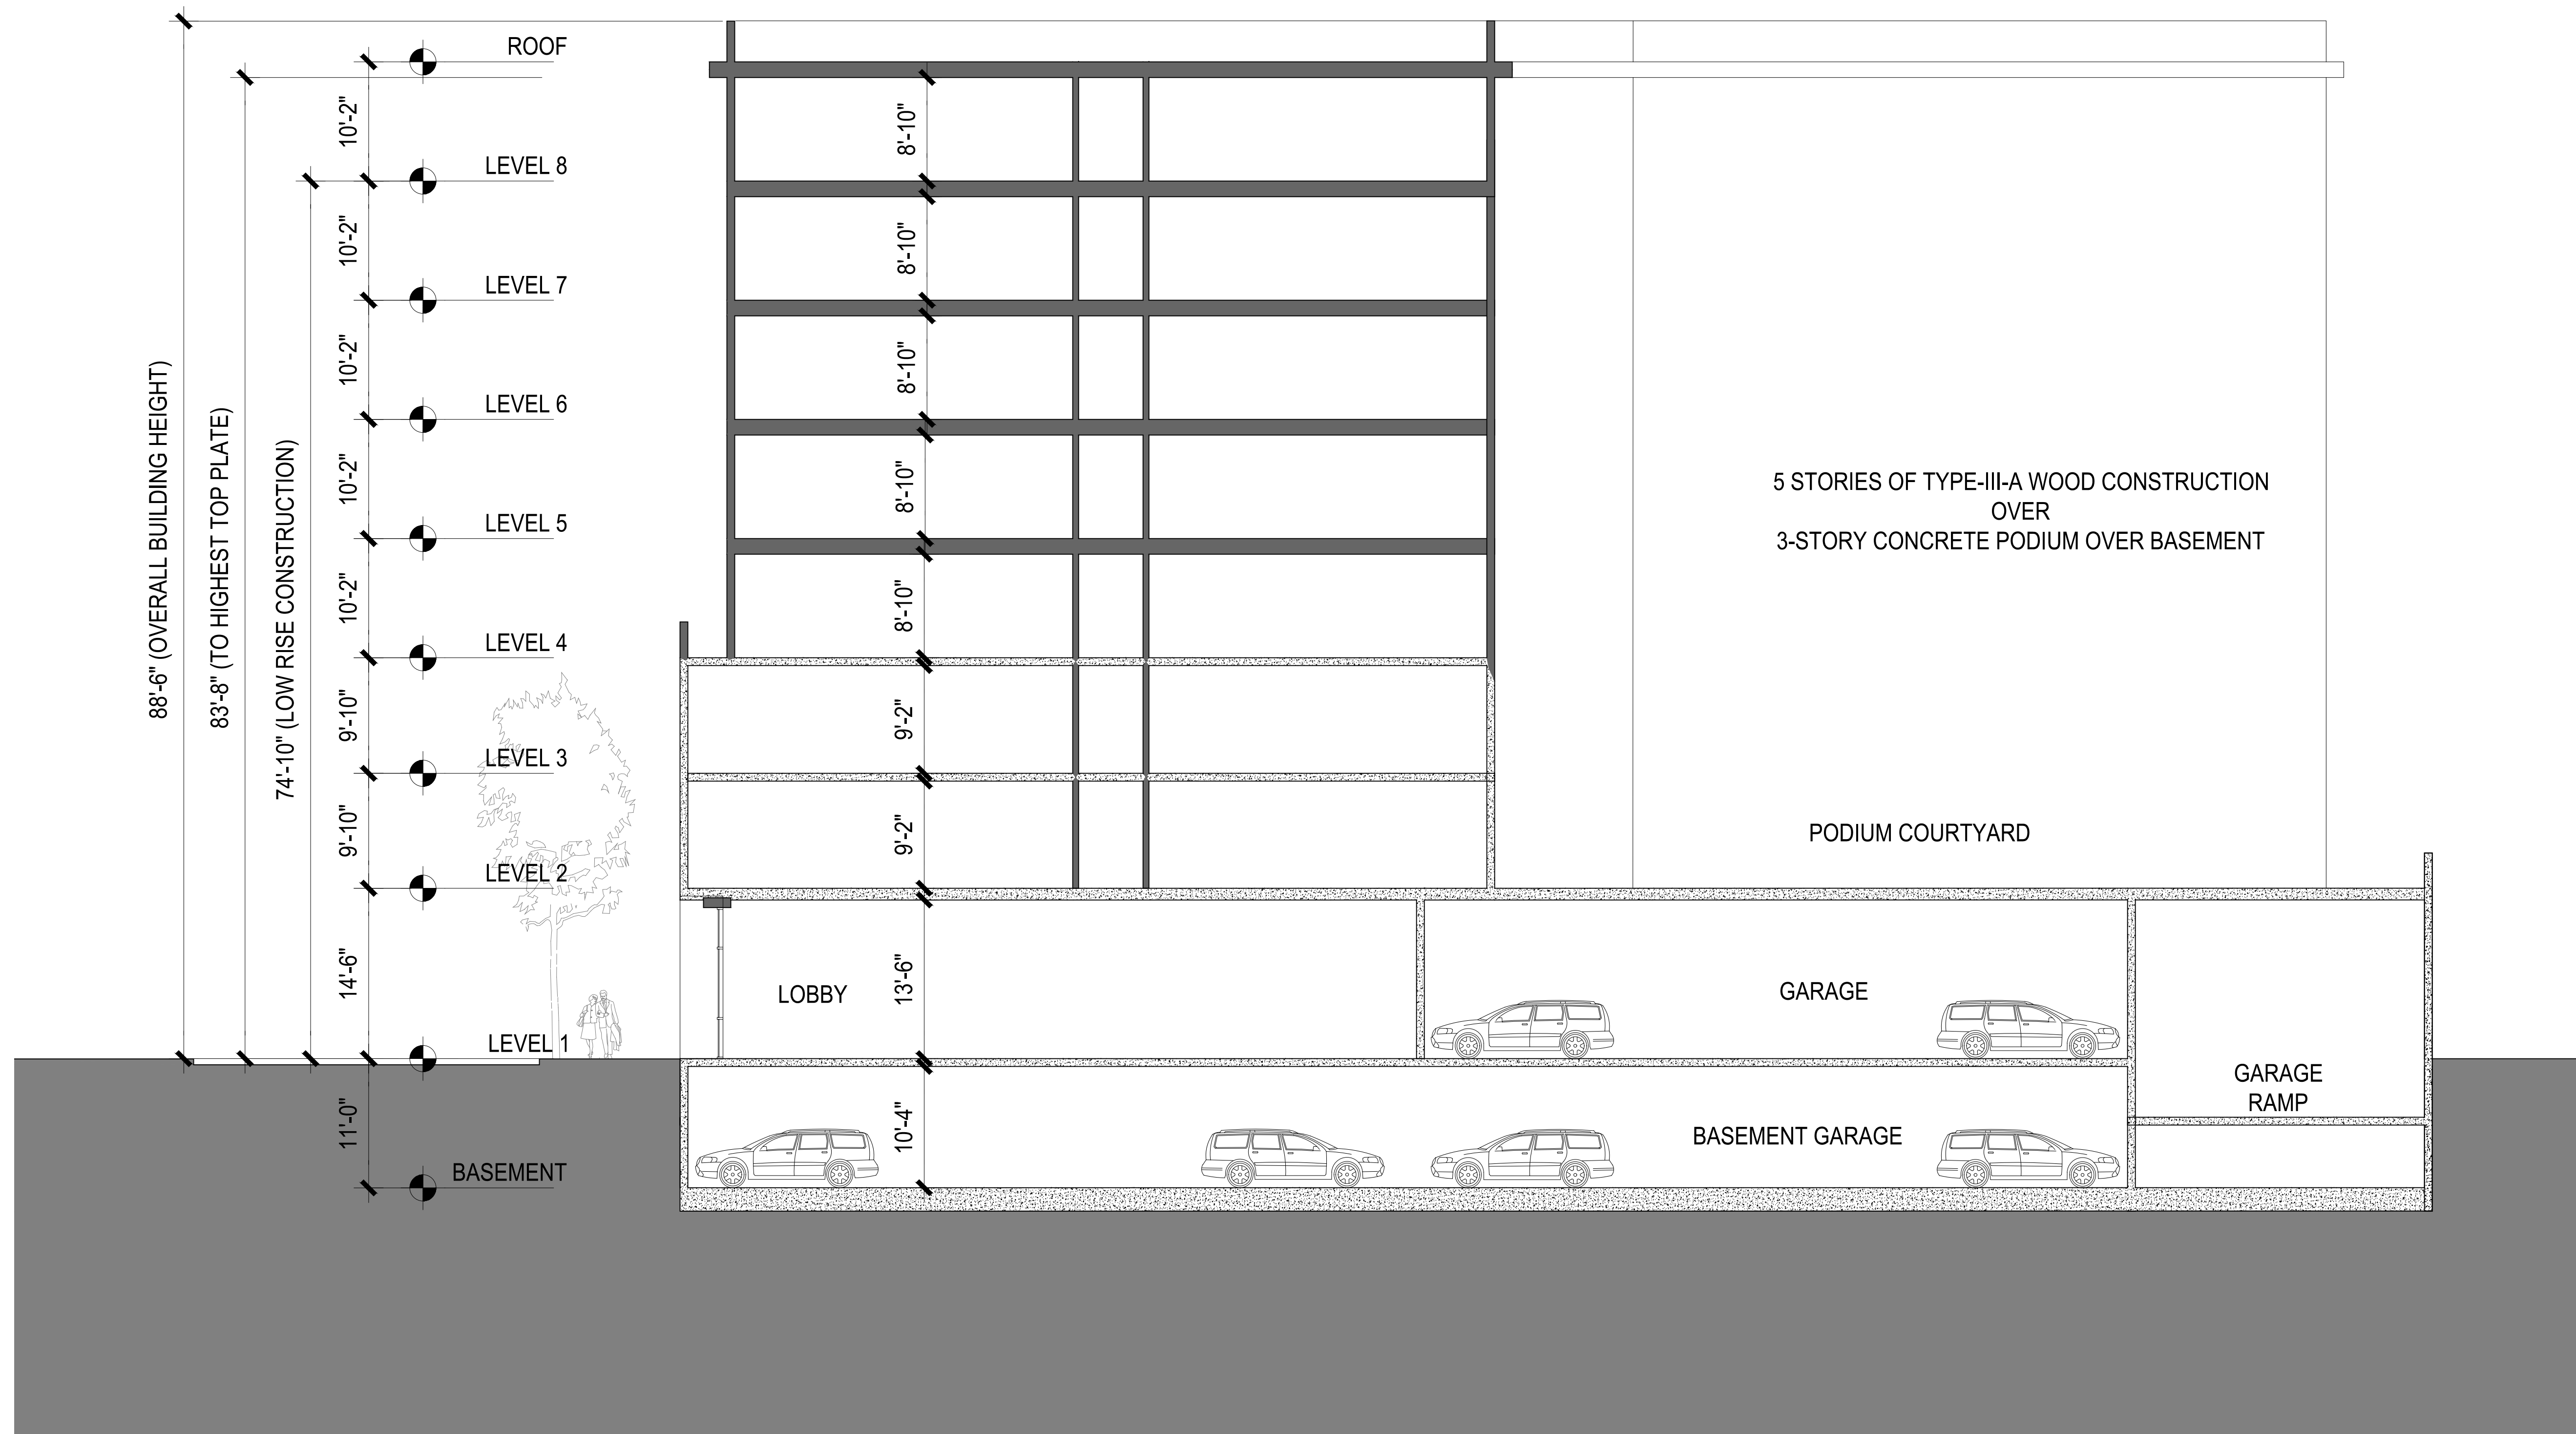 88'-6" (OVERALL BUILDING HEIGHT)
83'-8" (TO HIGHEST TOP PLATE)
74'-10" (LOW RISE CONSTRUCTION)
ROOF
10'-2"
LEVEL 8
10'-2"
LEVEL 7
10'-2"
LEVEL 6
10'-2"
LEVEL 5
10'-2"
LEVEL 4
9'-10"
LEVEL 3
9'-10"
LEVEL 2
14'-6"
LEVEL 1
11'-0"
BASEMENT
8'-10"
8'-10"
8'-10"
8'-10"
8'-10"
9'-2"
9'-2"
13'-6"
10'-4"
LOBBY
5 STORIES OF TYPE-III-A WOOD CONSTRUCTION
OVER
3-STORY CONCRETE PODIUM OVER BASEMENT
PODIUM COURTYARD
GARAGE
BASEMENT GARAGE
GARAGE
RAMP